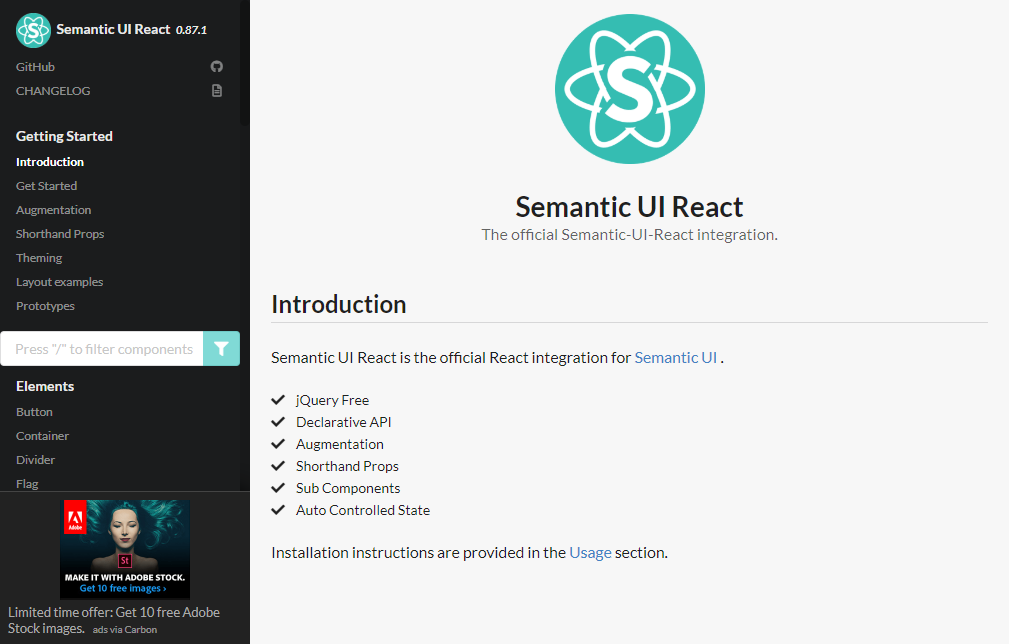 Semantic UI React 0.87.1
GitHub
CHANGELOG
Getting Started
Introduction
Get Started
Augmentation
Shorthand Props
Theming
Layout examples
Prototypes
Press "/" to filter components
Elements
Button
Container
Divider
Flag
Adobe
St
MAKE IT WITH ADOBE STOCK.
Get 10 free images ›
Limited time offer: Get 10 free Adobe
Stock images. ads via Carbon
S
Semantic UI React
The official Semantic-UI-React integration.
Introduction
Semantic UI React is the official React integration for Semantic UI .
jQuery Free
Declarative API
Augmentation
Shorthand Props
Sub Components
Auto Controlled State
Installation instructions are provided in the Usage section.